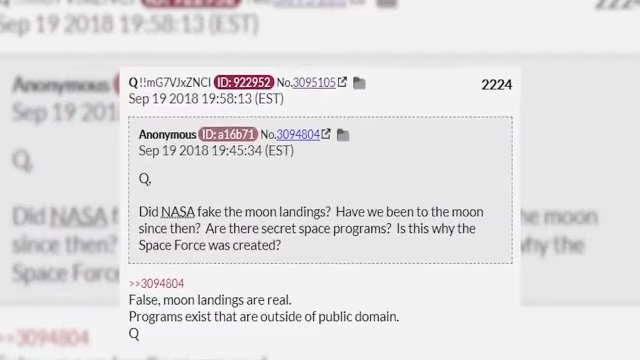 Q !!mG7VJxZNCI ID: 922952 No.3095105
2224
Sep 19 2018 19:58:13 (EST)
Anonymous ID: a16b71 No.3094804
Sep 19 2018 19:45:34 (EST)
Q,
Did NASA fake the moon landings? Have we been to the moon
since then? Are there secret space programs? Is this why the
Space Force was created?
>>3094804
False, moon landings are real.
Programs exist that are outside of public domain.
Q